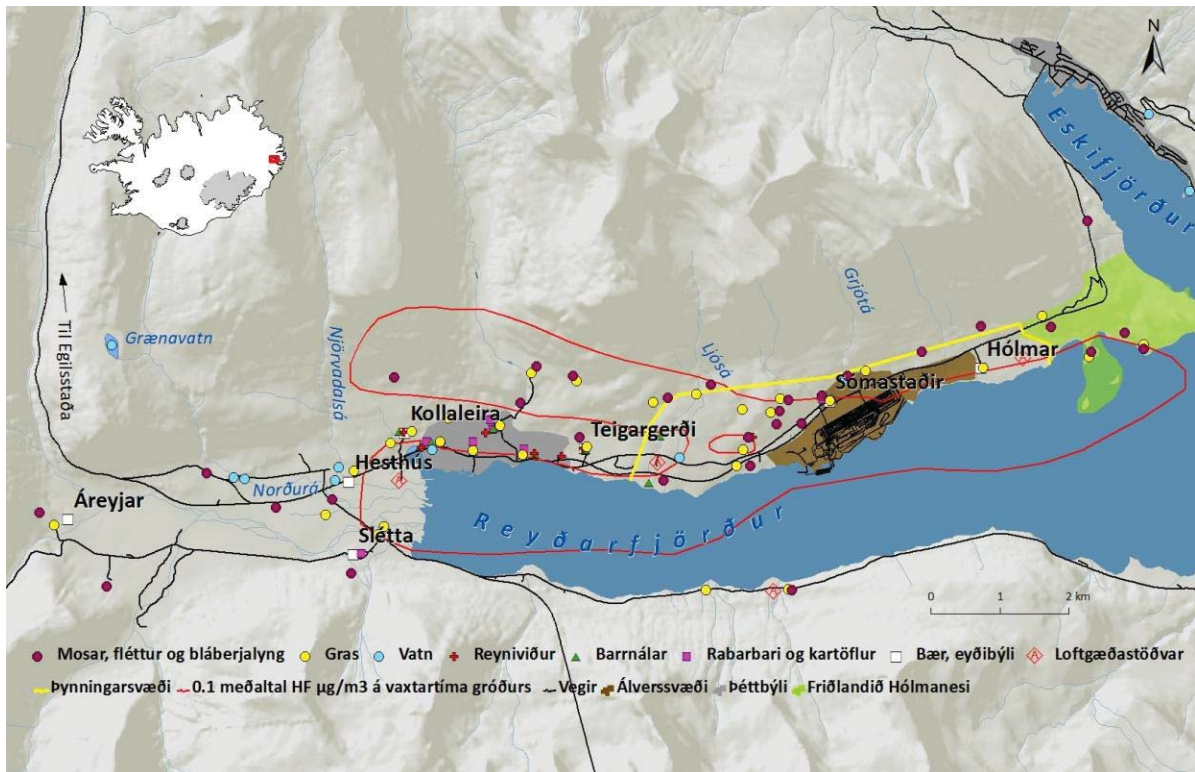 N
Eskifjörður
Til Egilsstaða
Grænavatn
Njörvadalsá
Ljósá
Grjótá
Hólmar
Sómastaðir
Kollaleira
Teigargerði
Hesthús
Norðurá
Áreyjar
Slétta
Reyðarfjörður
0 1 2 km
Mosar, fléttur og bláberjalyng Gras Vatn Reyniviður Barrnálar Rabarbari og kartöflur Bær, eyðibýli Loftgæðastöðvar
Þynningarsvæði 0.1 meðaltal HF µg/m3 á vaxtartíma gróðurs Vegir Álverssvæði Þéttbýli Friðlandið Hólmanesi